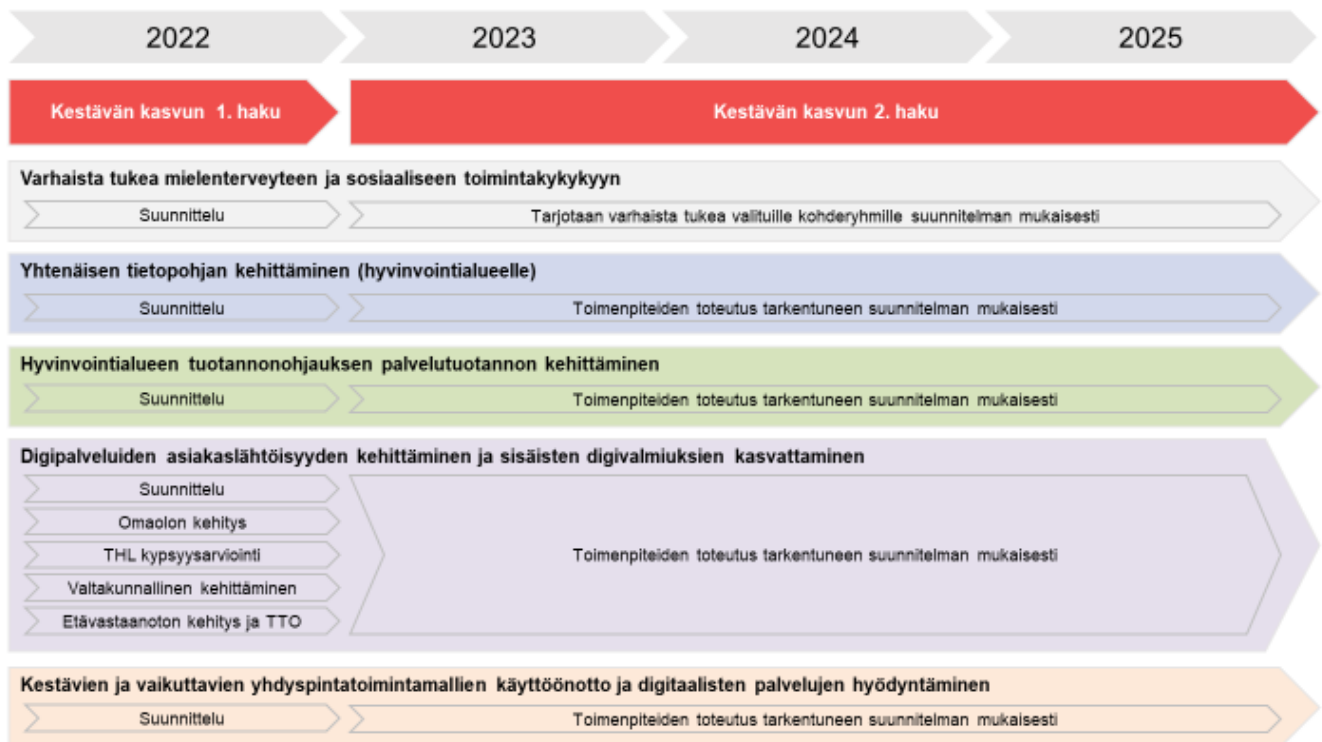 2022
2023
2024
2025
Kestävän kasvun 1. haku
Kestävän kasvun 2. haku
Varhaista tukea mielenterveyteen ja sosiaaliseen toimintakykykyyn
Suunnittelu
Tarjotaan varhaista tukea valituille kohderyhmille suunnitelman mukaisesti
Yhtenäisen tietopohjan kehittäminen (hyvinvointialueelle)
Suunnittelu
Toimenpiteiden toteutus tarkentuneen suunnitelman mukaisesti
Hyvinvointialueen tuotannonohjauksen palvelutuotannon kehittäminen
Suunnittelu
Toimenpiteiden toteutus tarkentuneen suunnitelman mukaisesti
Digipalveluiden asiakaslähtöisyyden kehittäminen ja sisäisten digivalmiuksien kasvattaminen
Suunnittelu
Omaolon kehitys
THL kypsyysarviointi
Valtakunnallinen kehittäminen
Etävastaanoton kehitys ja TTO
Toimenpiteiden toteutus tarkentuneen suunnitelman mukaisesti
Kestävien ja vaikuttavien yhdyspintatoimintamallien käyttöönotto ja digitaalisten palvelujen hyödyntäminen
Suunnittelu
Toimenpiteiden toteutus tarkentuneen suunnitelman mukaisesti